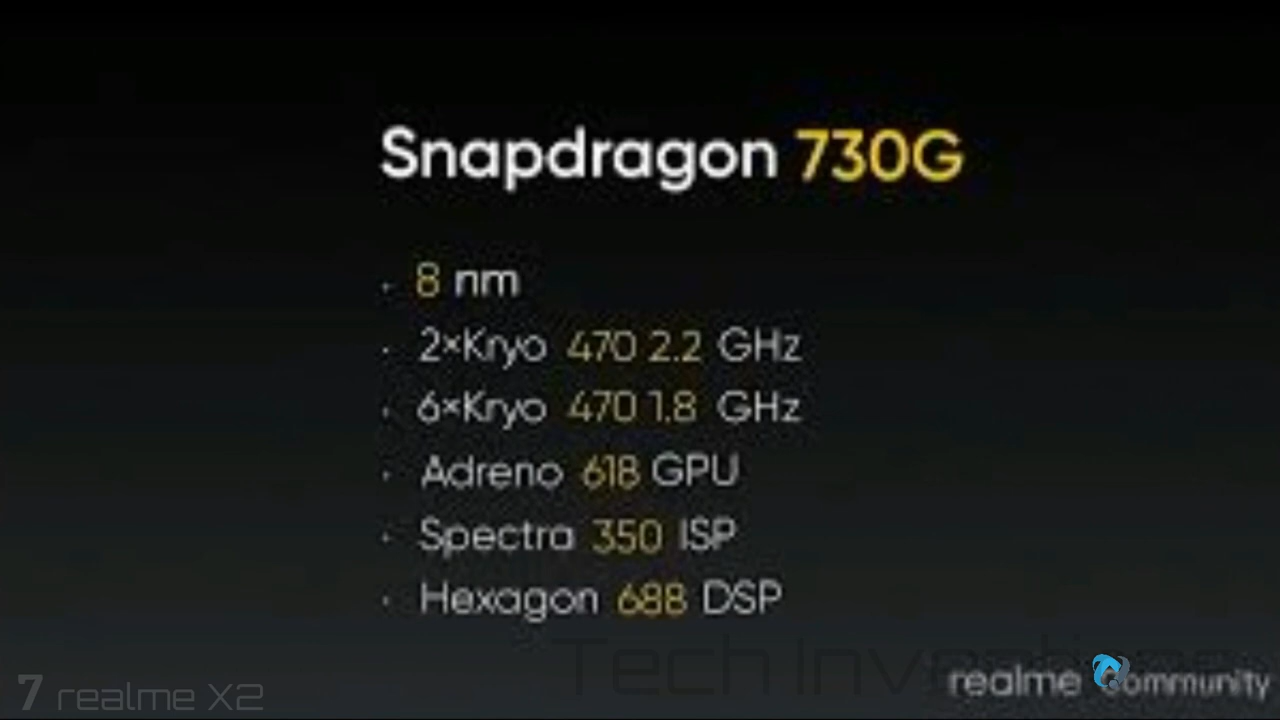 Snapdragon 730G
8 nm
2×Kryo 470 2.2 GHz
6×Kryo 470 1.8 GHz
Adreno 618 GPU
Spectra 350 ISP
Hexagon 688 DSP
Tech
7 realme X2
realme Community